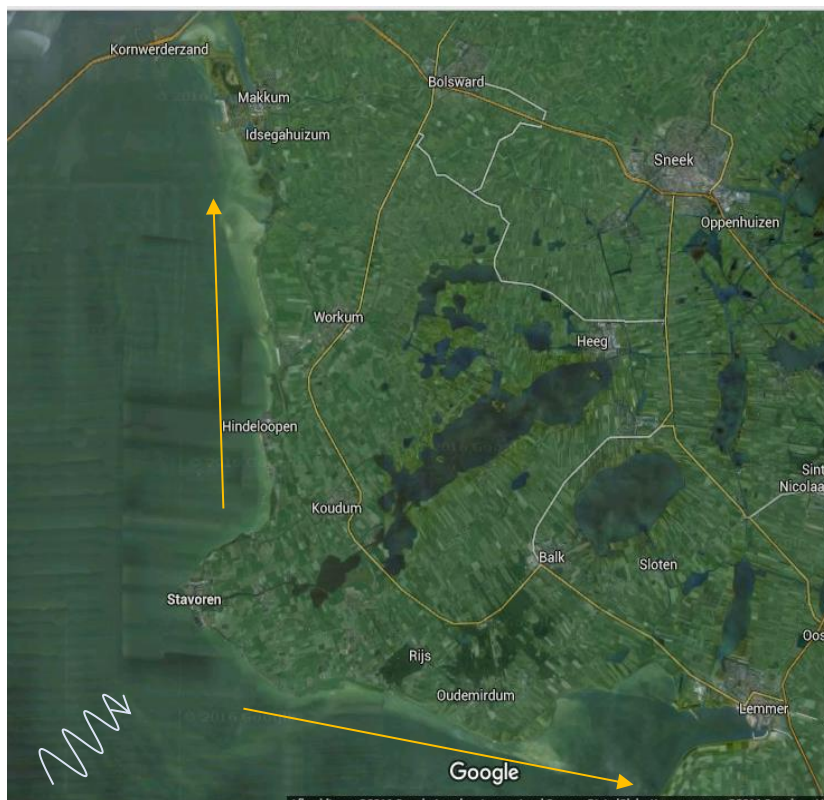 Kornwerderzand
Bolsward
Makkum
Idsegahuizum
Sneek
Oppenhuizen
Workum
Heeg
Hindeloopen
Sint
Nicolaa
Koudum
Balk
Sloten
Stavoren
Oos
Rijs
Oudemirdum
Lemmer
Google